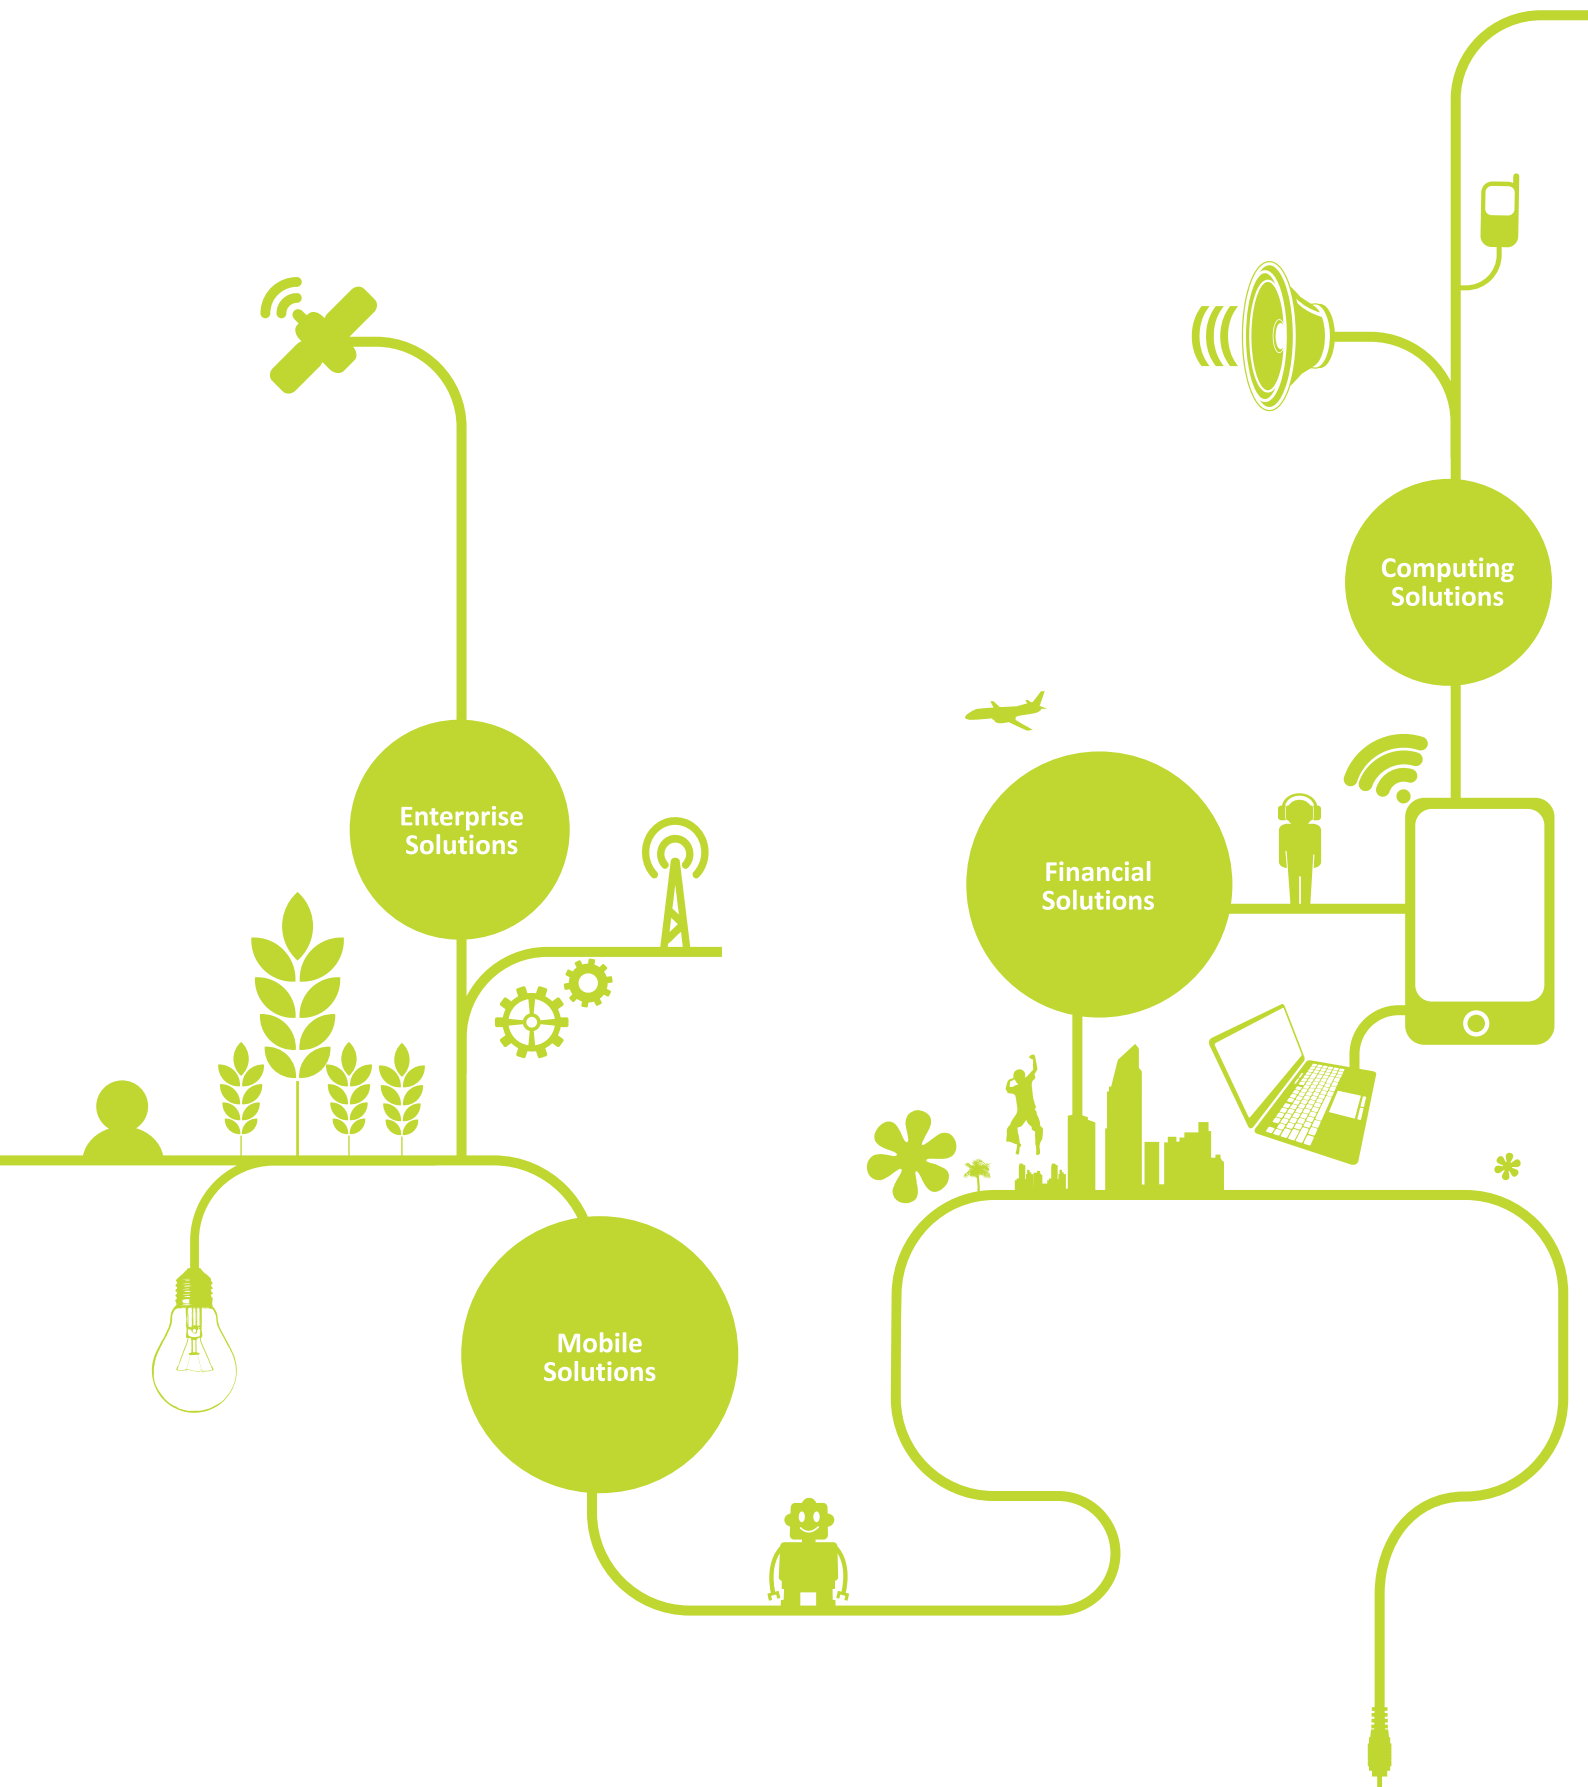 Computing
Solutions
Enterprise
Solutions
Financial
Solutions
Mobile
Solutions